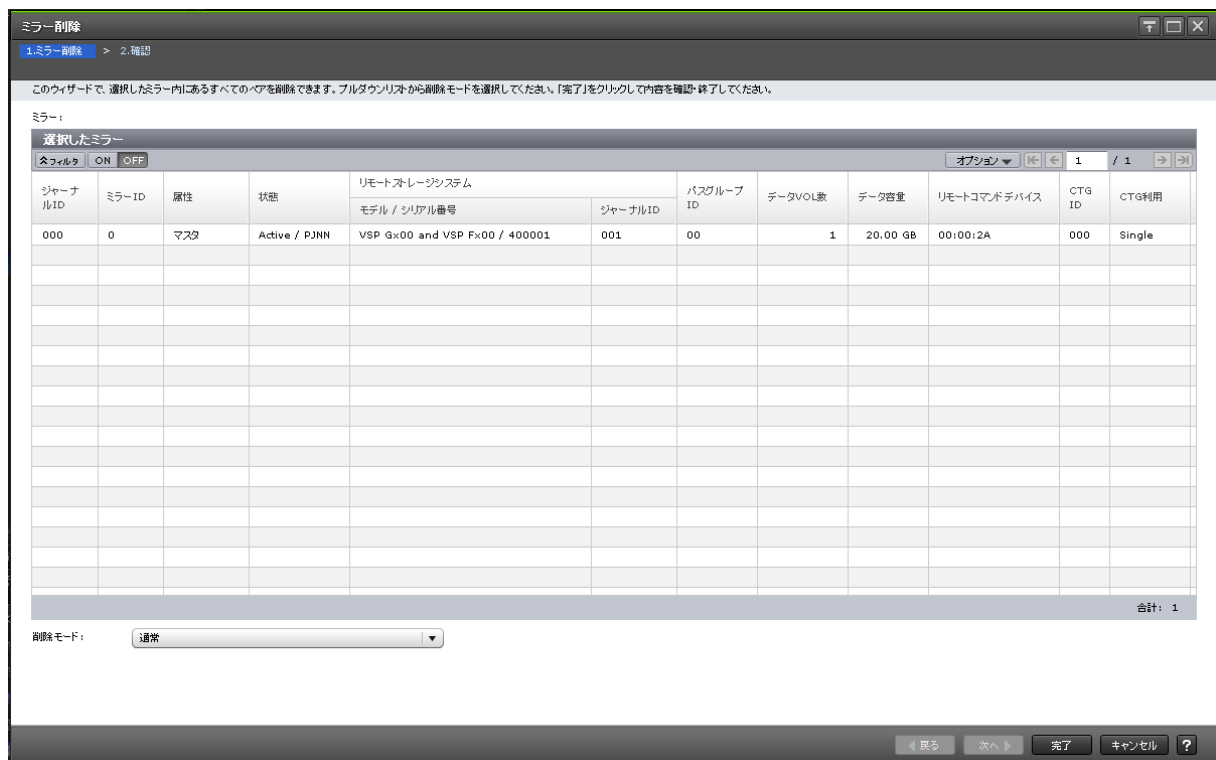 ミラー削除
1.ミラー削除 > 2.確認
このウィザードで、選択したミラー内にあるすべてのペアを削除できます。プルダウンリストから削除モードを選択してください。「完了」をクリックして内容を確認・終了してください。
ミラー:
選択したミラー
フィルタ ON OFF オプション 1 / 1
ジャーナルID ミラーID 属性 状態 リモートストレージシステム パスグループID データVOL数 データ容量 リモートコマンドデバイス CTG ID CTG利用
モデル / シリアル番号 ジャーナルID
000 0 マスタ Active / PJNN VSP Gx00 and VSP Fx00 / 400001 001 00 1 20.00 GB 00:00:2A 000 Single
合計: 1
削除モード: 通常
戻る 次へ 完了 キャンセル ?